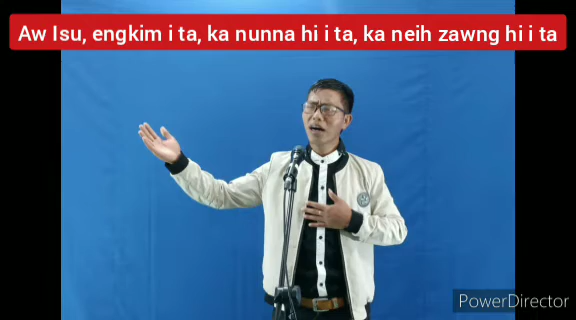 Aw Isu, engkim i ta, ka nunna hi i ta, ka neih zawng hi i ta
PowerDirector